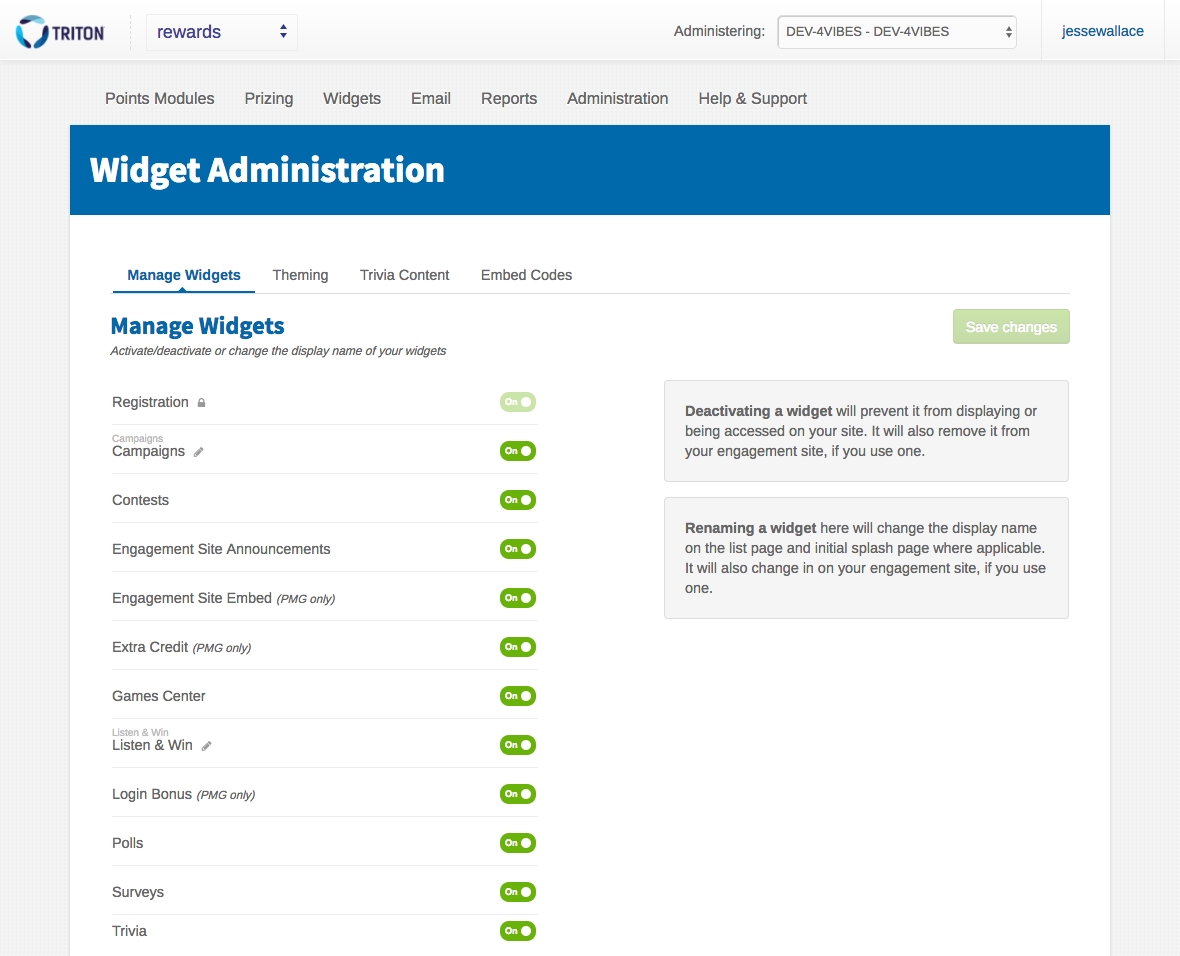 TRITON
rewards
Administering:
DEV-4VIBES - DEV-4VIBES
jessewallace
Points Modules
Prizing
Widgets
Email
Reports
Administration
Help & Support
Widget Administration
Manage Widgets
Theming
Trivia Content
Embed Codes
Manage Widgets
Save changes
Activate/deactivate or change the display name of your widgets
Registration
On
Campaigns
Campaigns
On
Contests
On
Engagement Site Announcements
On
Engagement Site Embed (PMG only)
On
Extra Credit (PMG only)
On
Games Center
On
Listen & Win
Listen & Win
On
Login Bonus (PMG only)
On
Polls
On
Surveys
On
Trivia
On
Deactivating a widget will prevent it from displaying or
being accessed on your site. It will also remove it from
your engagement site, if you use one.
Renaming a widget here will change the display name
on the list page and initial splash page where applicable.
It will also change in on your engagement site, if you use
one.